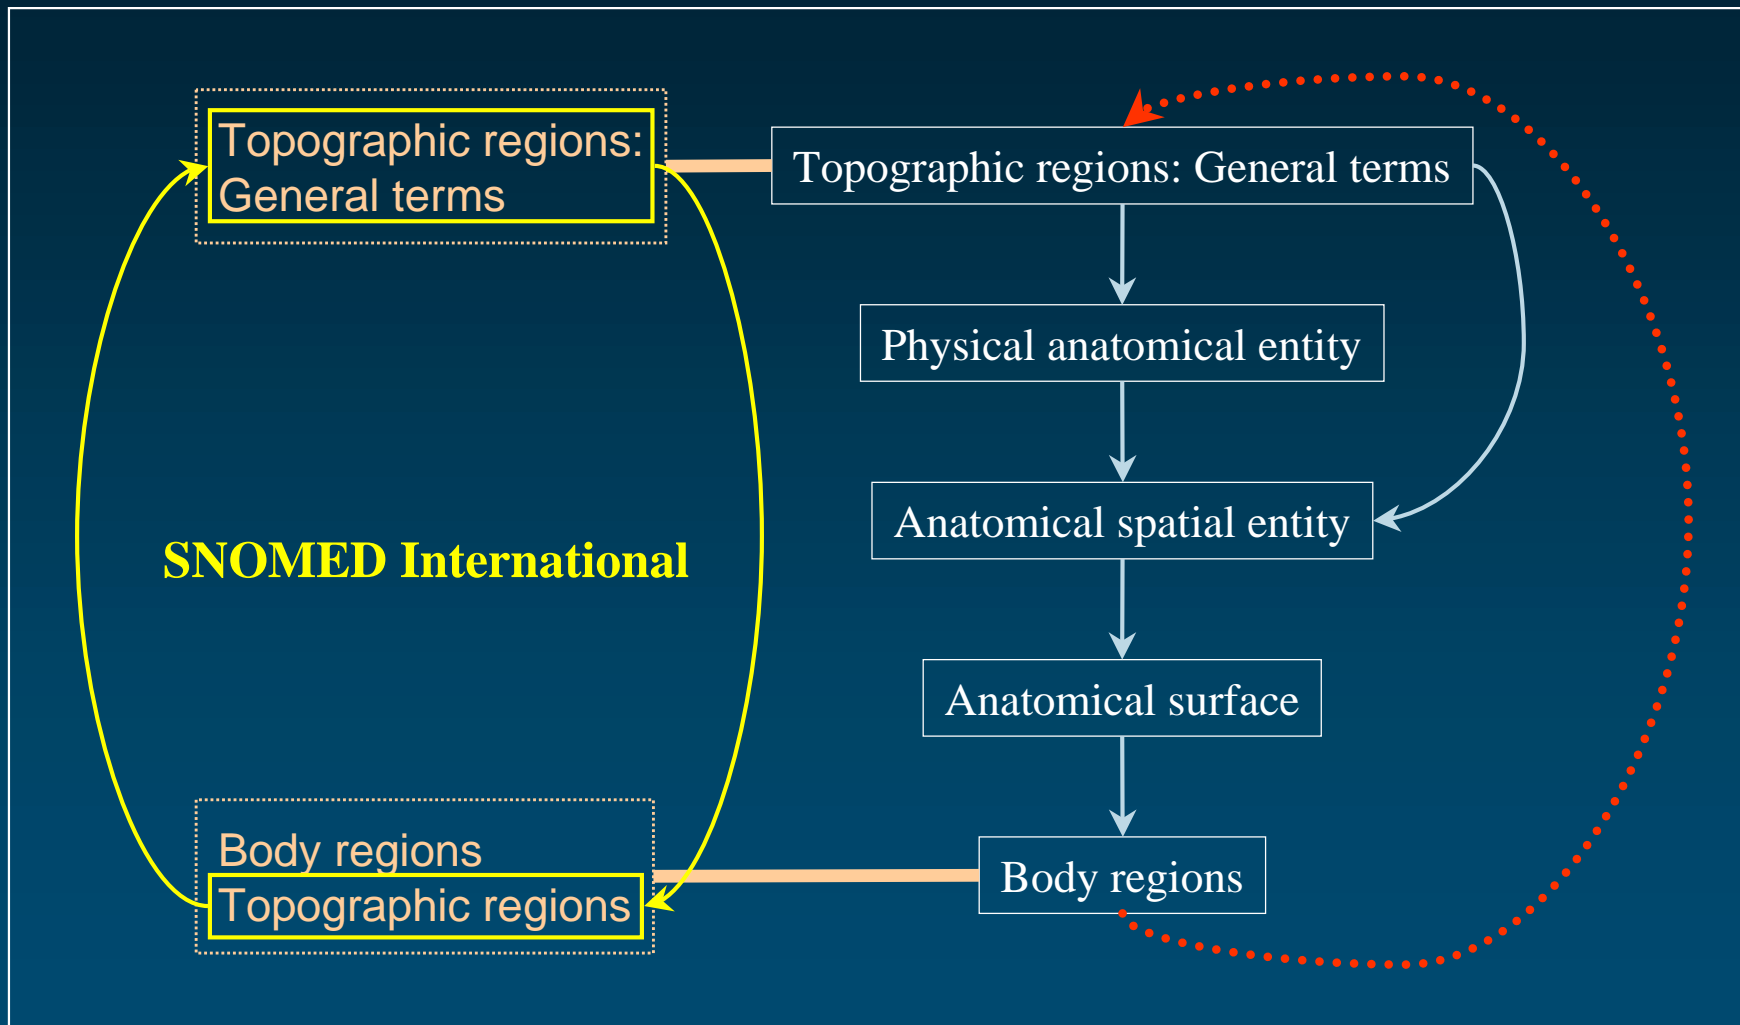 Topographic regions:
General terms
Topographic regions: General terms
Physical anatomical entity
Anatomical spatial entity
SNOMED International
Anatomical surface
Body regions
Topographic regions
Body regions